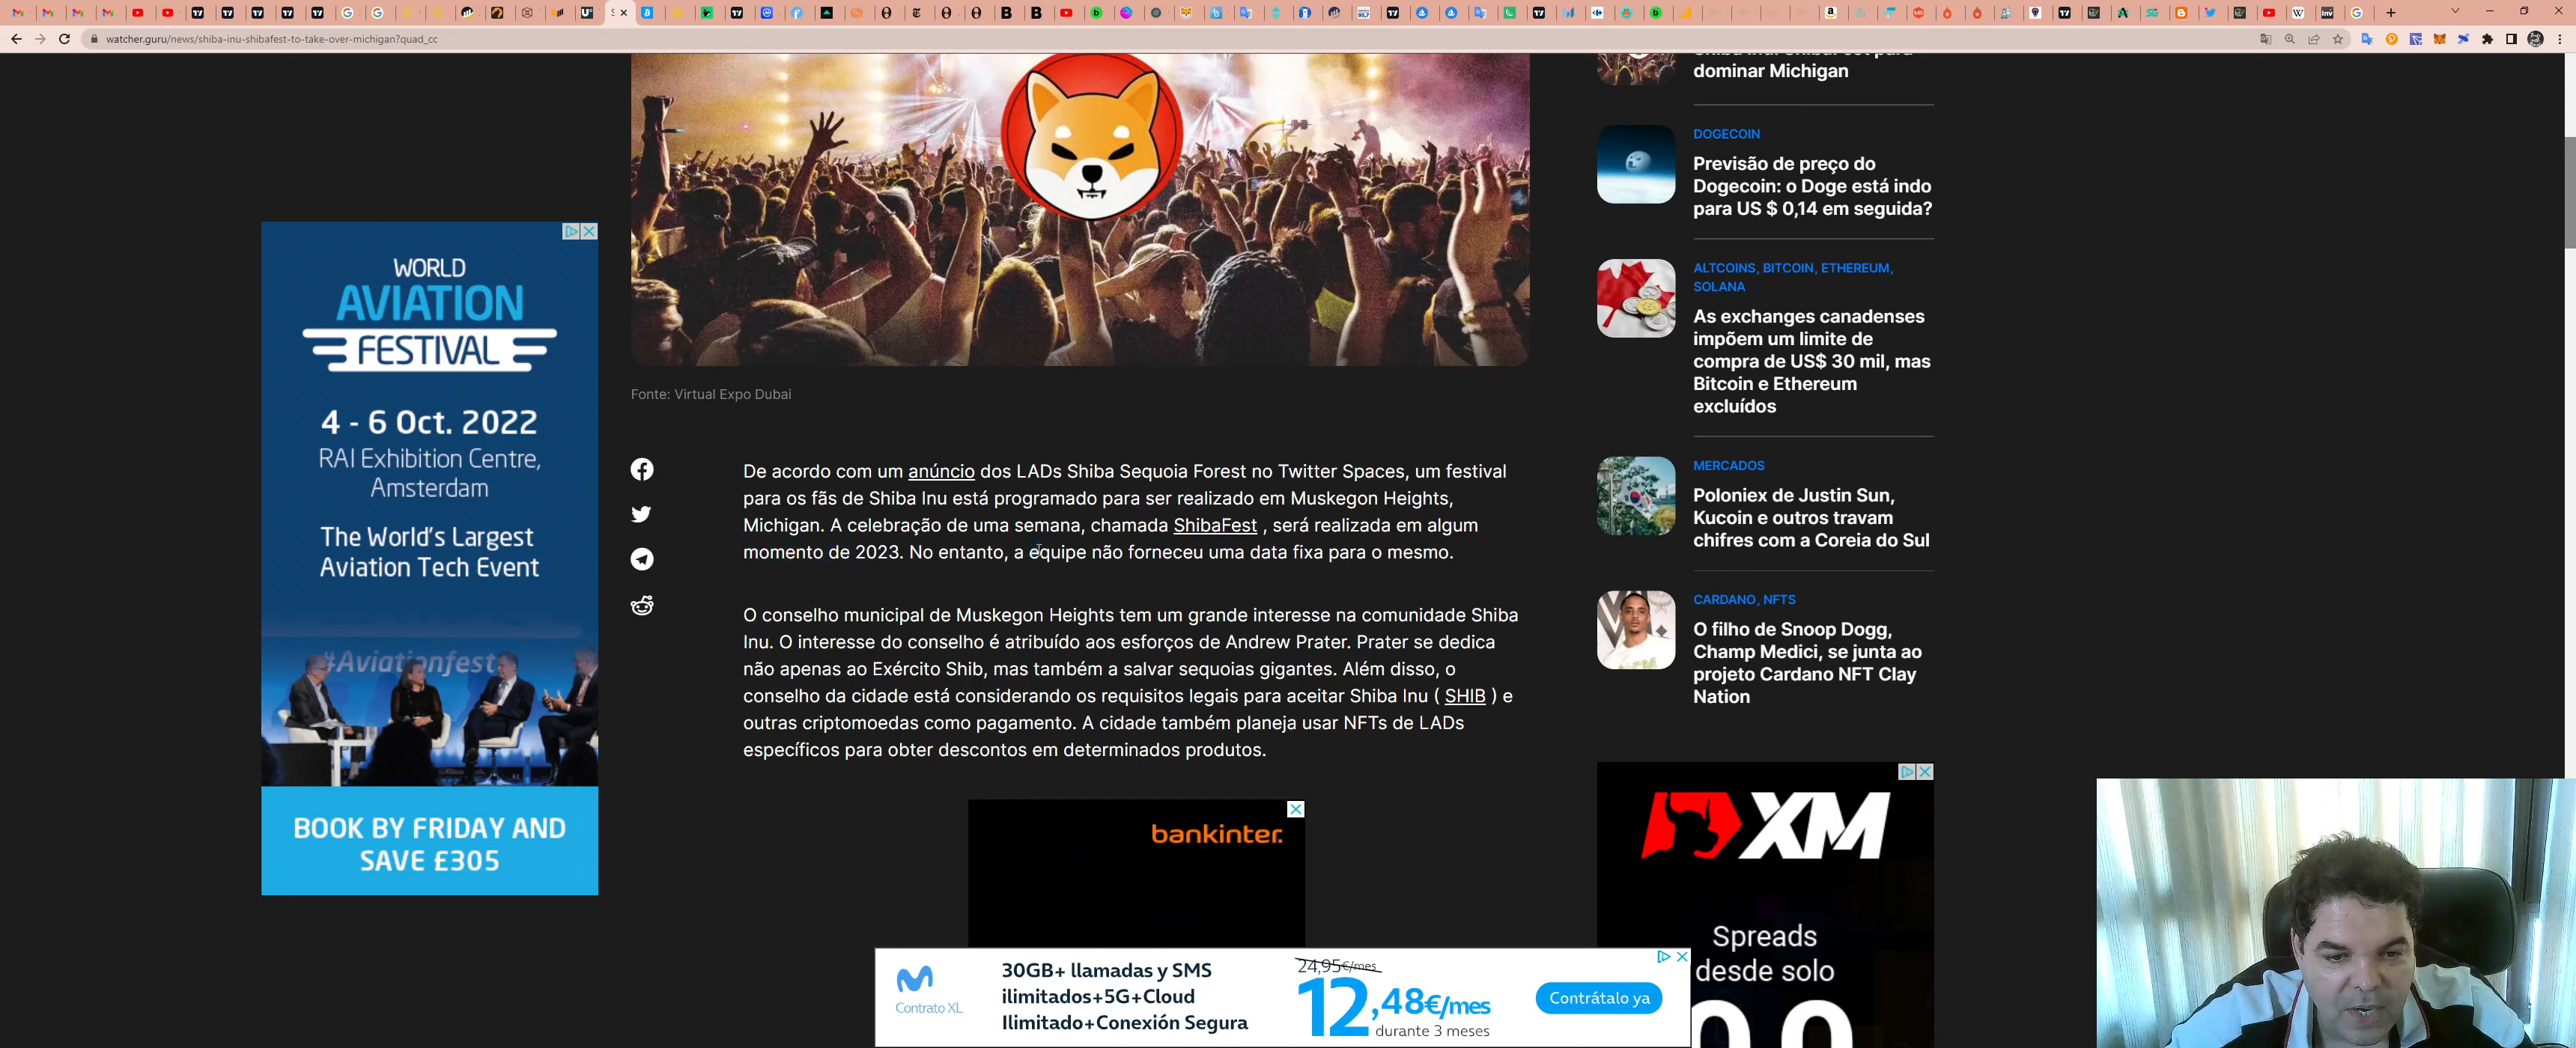 watcher.guru/news/shiba-inu-shibafest-to-take-over-michigan?quad_cc
dominar Michigan
DOGECOIN
Previsão de preço do
Dogecoin: o Doge está indo
para US $ 0,14 em seguida?
ALTCOINS, BITCOIN, ETHEREUM,
SOLANA
As exchanges canadenses
impõem um limite de
compra de US$ 30 mil, mas
Bitcoin e Ethereum
excluídos
MERCADOS
Poloniex de Justin Sun,
Kucoin e outros travam
chifres com a Coreia do Sul
CARDANO, NFTS
O filho de Snoop Dogg,
Champ Medici, se junta ao
projeto Cardano NFT Clay
Nation
WORLD
AVIATION
FESTIVAL
4 - 6 Oct. 2022
RAI Exhibition Centre,
Amsterdam
The World's Largest
Aviation Tech Event
#Aviationfest
BOOK BY FRIDAY AND
SAVE £305
Fonte: Virtual Expo Dubai
De acordo com um anúncio dos LADs Shiba Sequoia Forest no Twitter Spaces, um festival
para os fãs de Shiba Inu está programado para ser realizado em Muskegon Heights,
Michigan. A celebração de uma semana, chamada ShibaFest , será realizada em algum
momento de 2023. No entanto, a equipe não forneceu uma data fixa para o mesmo.
O conselho municipal de Muskegon Heights tem um grande interesse na comunidade Shiba
Inu. O interesse do conselho é atribuído aos esforços de Andrew Prater. Prater se dedica
não apenas ao Exército Shib, mas também a salvar sequoias gigantes. Além disso, o
conselho da cidade está considerando os requisitos legais para aceitar Shiba Inu ( SHIB ) e
outras criptomoedas como pagamento. A cidade também planeja usar NFTs de LADs
específicos para obter descontos em determinados produtos.
bankinter.
XM
Spreads
desde solo
Contrato XL
30GB+ llamadas y SMS
ilimitados+5G+Cloud
Ilimitado+Conexión Segura
24,95€/mes
12,48€/mes
durante 3 meses
Contrátalo ya